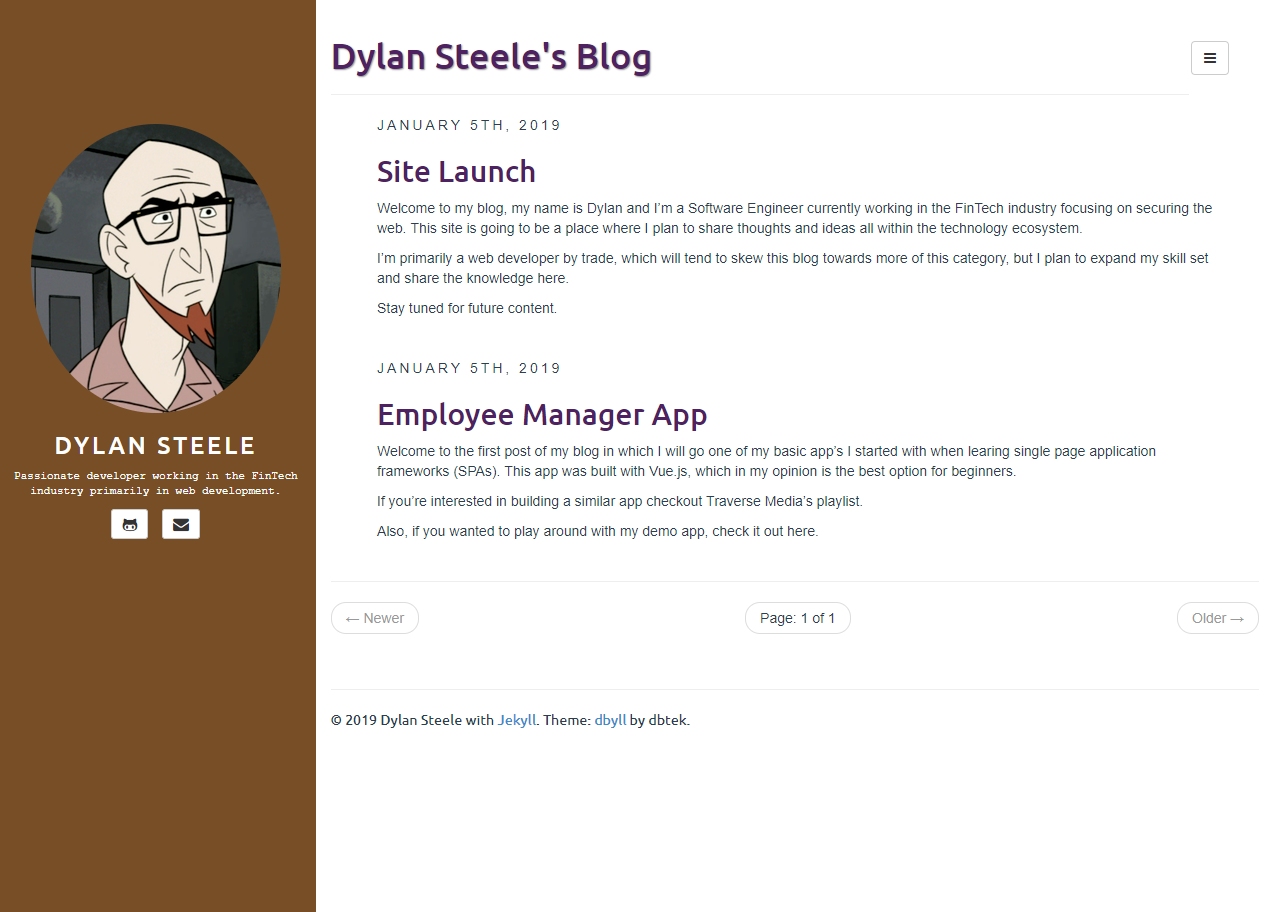 DYLAN STEELE
Passionate developer working in the FinTech
industry primarily in web development.
Dylan Steele's Blog
JANUARY 5TH, 2019
Site Launch
Welcome to my blog, my name is Dylan and I’m a Software Engineer currently working in the FinTech industry focusing on securing the
web. This site is going to be a place where I plan to share thoughts and ideas all within the technology ecosystem.
I’m primarily a web developer by trade, which will tend to skew this blog towards more of this category, but I plan to expand my skill set
and share the knowledge here.
Stay tuned for future content.
JANUARY 5TH, 2019
Employee Manager App
Welcome to the first post of my blog in which I will go one of my basic app’s I started with when learing single page application
frameworks (SPAs). This app was built with Vue.js, which in my opinion is the best option for beginners.
If you’re interested in building a similar app checkout Traverse Media’s playlist.
Also, if you wanted to play around with my demo app, check it out here.
← Newer
Page: 1 of 1
Older →
© 2019 Dylan Steele with Jekyll. Theme: dbyll by dbtek.